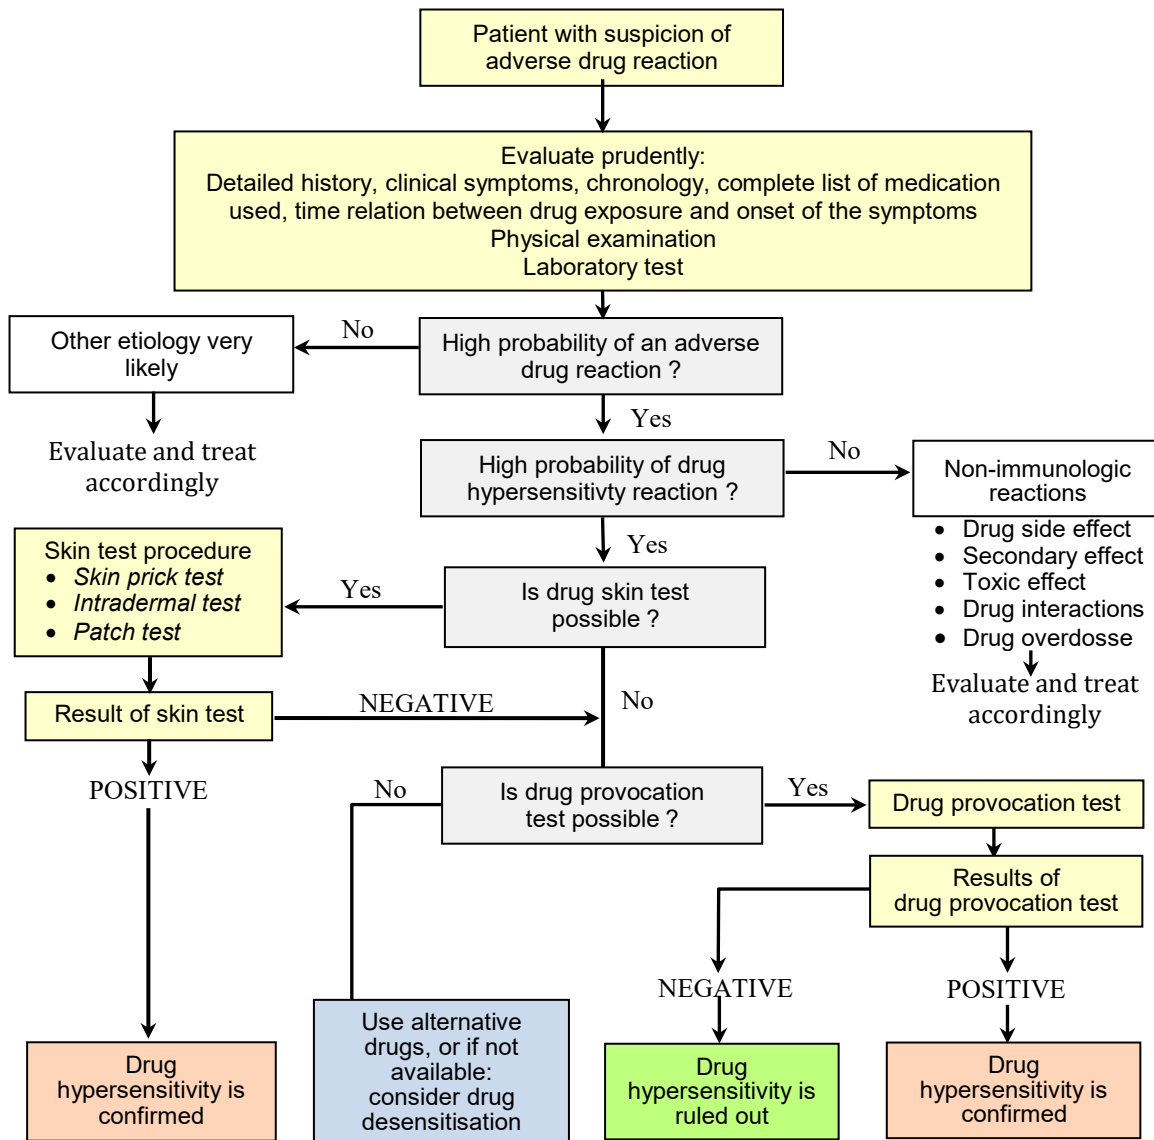 Patient with suspicion of
adverse drug reaction
Evaluate prudently:
Detailed history, clinical symptoms, chronology, complete list of medication
used, time relation between drug exposure and onset of the symptoms
Physical examination
Laboratory test
No
Other etiology very
likely
High probability of an adverse
drug reaction ?
Evaluate and treat
accordingly
Yes
High probability of drug
hypersensitivty reaction ?
No
Non-immunologic
reactions
• Drug side effect
• Secondary effect
• Toxic effect
• Drug interactions
• Drug overdosse
Evaluate and treat
accordingly
Yes
Is drug skin test
possible ?
Yes
Skin test procedure
• Skin prick test
• Intradermal test
• Patch test
Result of skin test
NEGATIVE
No
POSITIVE
Is drug provocation
test possible ?
No
Yes
Drug provocation test
Results of
drug provocation test
NEGATIVE
POSITIVE
Drug
hypersensitivity is
confirmed
Use alternative
drugs, or if not
available:
consider drug
desensitisation
Drug
hypersensitivity is
ruled out
Drug
hypersensitivity is
confirmed